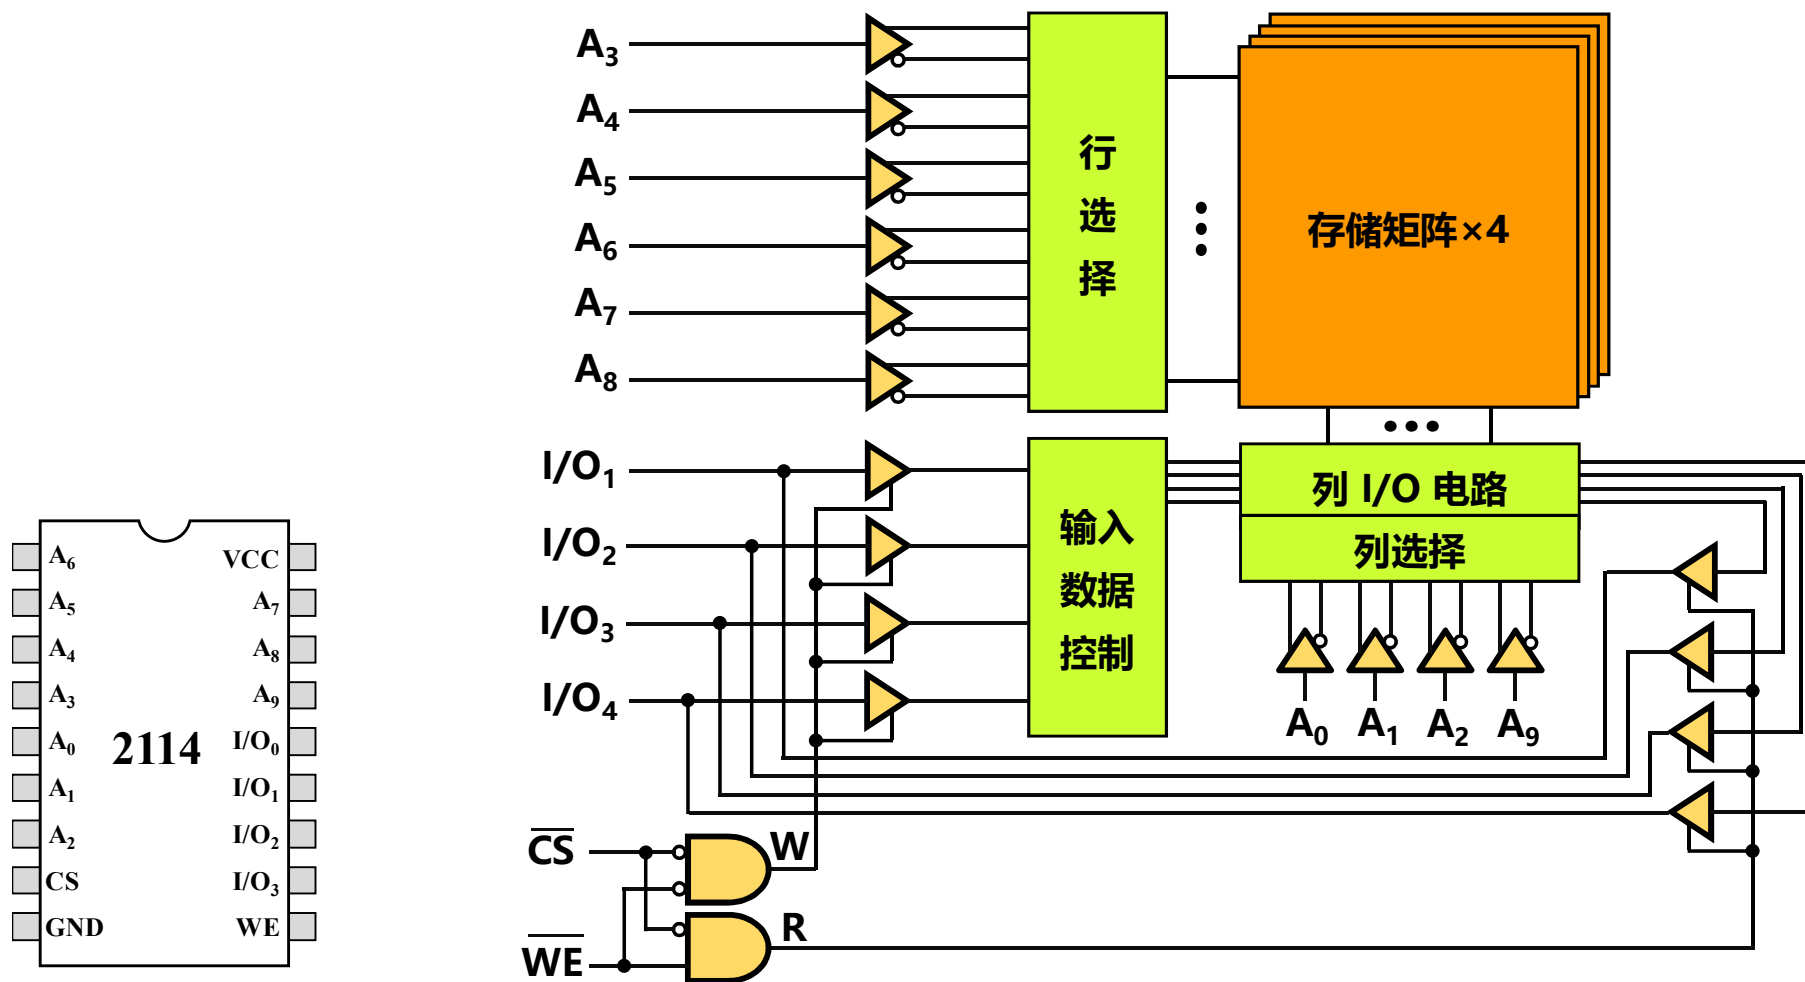 A₃
A₄
A₅
A₆
A₇
A₈
行
选
择
存储矩阵×4
I/O₁
I/O₂
I/O₃
I/O₄
输入
数据
控制
列 I/O 电路
列选择
A₀ A₁ A₂ A₉
C̅S̅
W̅E̅
W
R
A₆ VCC
A₅ A₇
A₄ A₈
A₃ A₉
A₀ 2114 I/O₀
A₁ I/O₁
A₂ I/O₂
CS I/O₃
GND WE